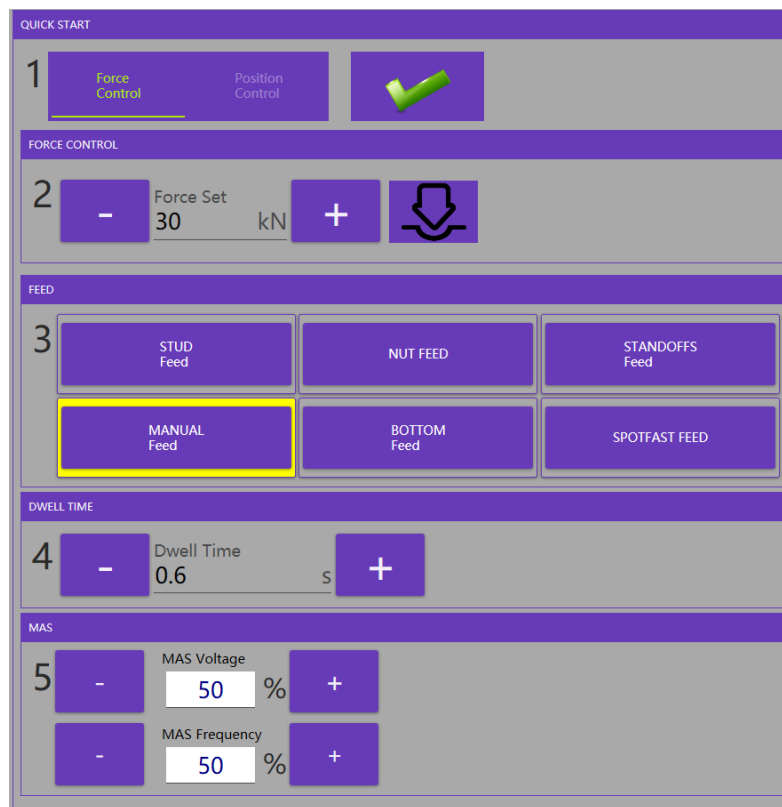 QUICK START
1
Force
Control
Position
Control
FORCE CONTROL
2
-
Force Set
30 kN
+
FEED
3
STUD
Feed
NUT FEED
STANDOFFS
Feed
MANUAL
Feed
BOTTOM
Feed
SPOTFAST FEED
DWELL TIME
4
-
Dwell Time
0.6 s
+
MAS
5
-
MAS Voltage
50 %
+
-
MAS Frequency
50 %
+